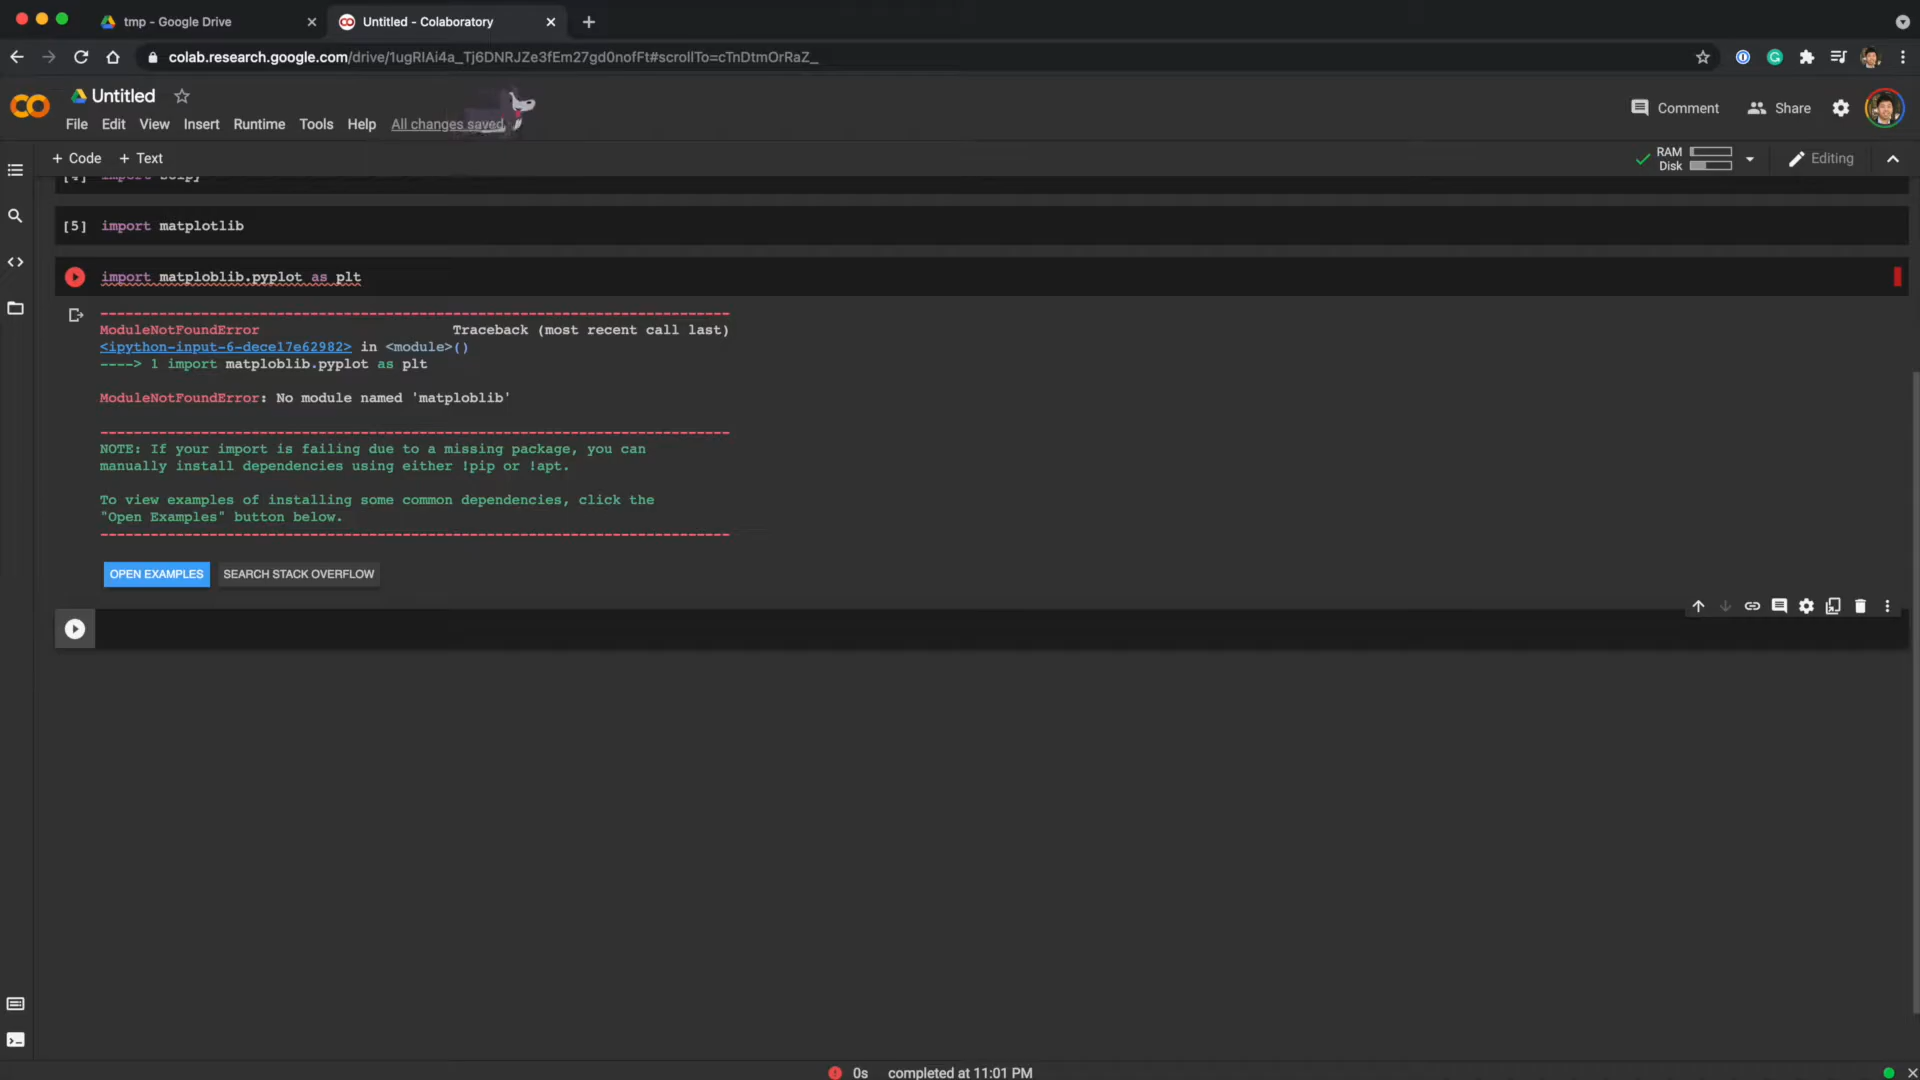 tmp - Google Drive
Untitled - Colaboratory
colab.research.google.com/drive/1ugRIAi4a_Tj6DNRJZe3fEm27gd0nofFt#scrollTo=cTnDtmOrRaZ_
Untitled
Comment
Share
File Edit View Insert Runtime Tools Help All changes saved
+ Code + Text
RAM
Disk
Editing
[4] import scipy
[5] import matplotlib
import matploblib.pyplot as plt
---------------------------------------------------------------------------
ModuleNotFoundError Traceback (most recent call last)
<ipython-input-6-dece17e62982> in <module>()
----> 1 import matploblib.pyplot as plt
ModuleNotFoundError: No module named 'matploblib'
---------------------------------------------------------------------------
NOTE: If your import is failing due to a missing package, you can
manually install dependencies using either !pip or !apt.
To view examples of installing some common dependencies, click the
"Open Examples" button below.
---------------------------------------------------------------------------
OPEN EXAMPLES SEARCH STACK OVERFLOW
0s completed at 11:01 PM